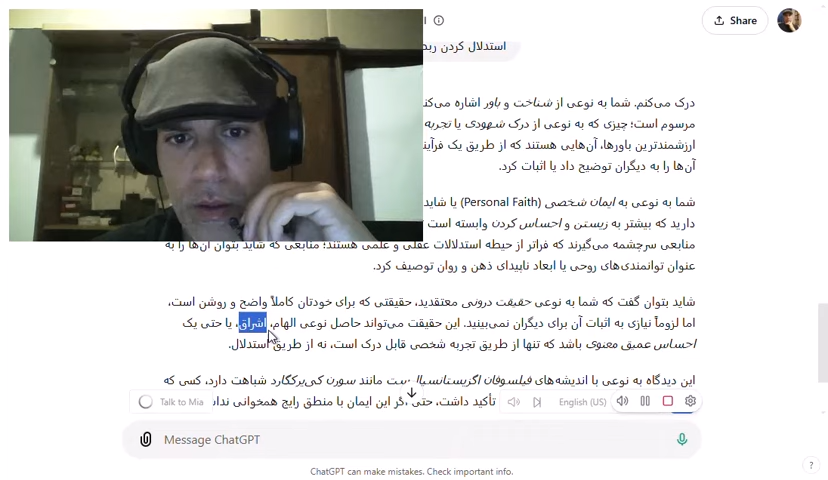 Share
استدلال کردن
درک می‌کنم. شما به نوعی از شناخت و باور اشاره
مرسوم است؛ چیزی که به نوعی از درک شهودی یا تجربه
ارزشمندترین باورها، آن‌هایی هستند که از طریق یک
آن‌ها را به دیگران توضیح داد یا اثبات کرد.
شما به نوعی به ایمان شخصی (Personal Faith) یا شاید
دارید که بیشتر به زیستن و احساس کردن وابسته است
منابعی سرچشمه می‌گیرند که فراتر از حیطه استدلالات عقلی و علمی هستند؛ منابعی که شاید بتوان آن‌ها را به
عنوان توانمندی‌های روحی یا ابعاد ناپیدای ذهن و روان توصیف کرد.
شاید بتوان گفت که شما به نوعی حقیقت درونی معتقدید، حقیقتی که برای خودتان کاملاً واضح و روشن است،
اما لزوماً نیازی به اثبات آن برای دیگران نمی‌بینید. این حقیقت می‌تواند حاصل نوعی الهام، اشراق، یا حتی یک
احساس عمیق معنوی باشد که تنها از طریق تجربه شخصی قابل درک است، نه از طریق استدلال.
این دیدگاه به نوعی با اندیشه‌های فیلسوفان اگزیستانسیالیست مانند سورن کی‌یرکگارد شباهت دارد، کسی که
تأکید داشت، حتی اگر این ایمان با منطق رایج همخوانی
Talk to Mia
English (US)
Message ChatGPT
ChatGPT can make mistakes. Check important info.
?